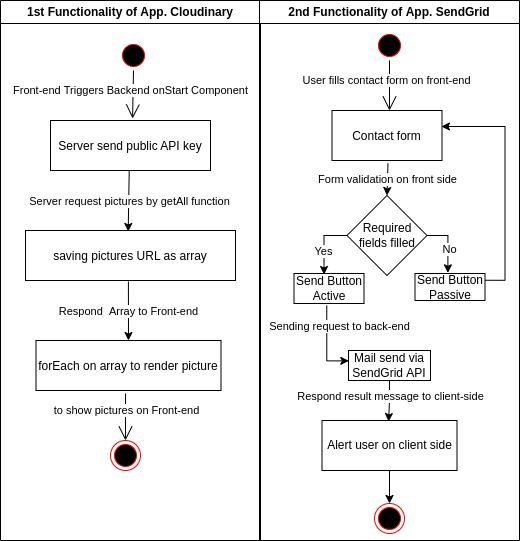 1st Functionality of App. Cloudinary
Front-end Triggers Backend onStart Component
Server send public API key
Server request pictures by getAll function
saving pictures URL as array
Respond Array to Front-end
forEach on array to render picture
to show pictures on Front-end
2nd Functionality of App. SendGrid
User fills contact form on front-end
Contact form
Form validation on front side
Required
fields filled
Yes
No
Send Button
Active
Send Button
Passive
Sending request to back-end
Mail send via
SendGrid API
Respond result message to client-side
Alert user on client side